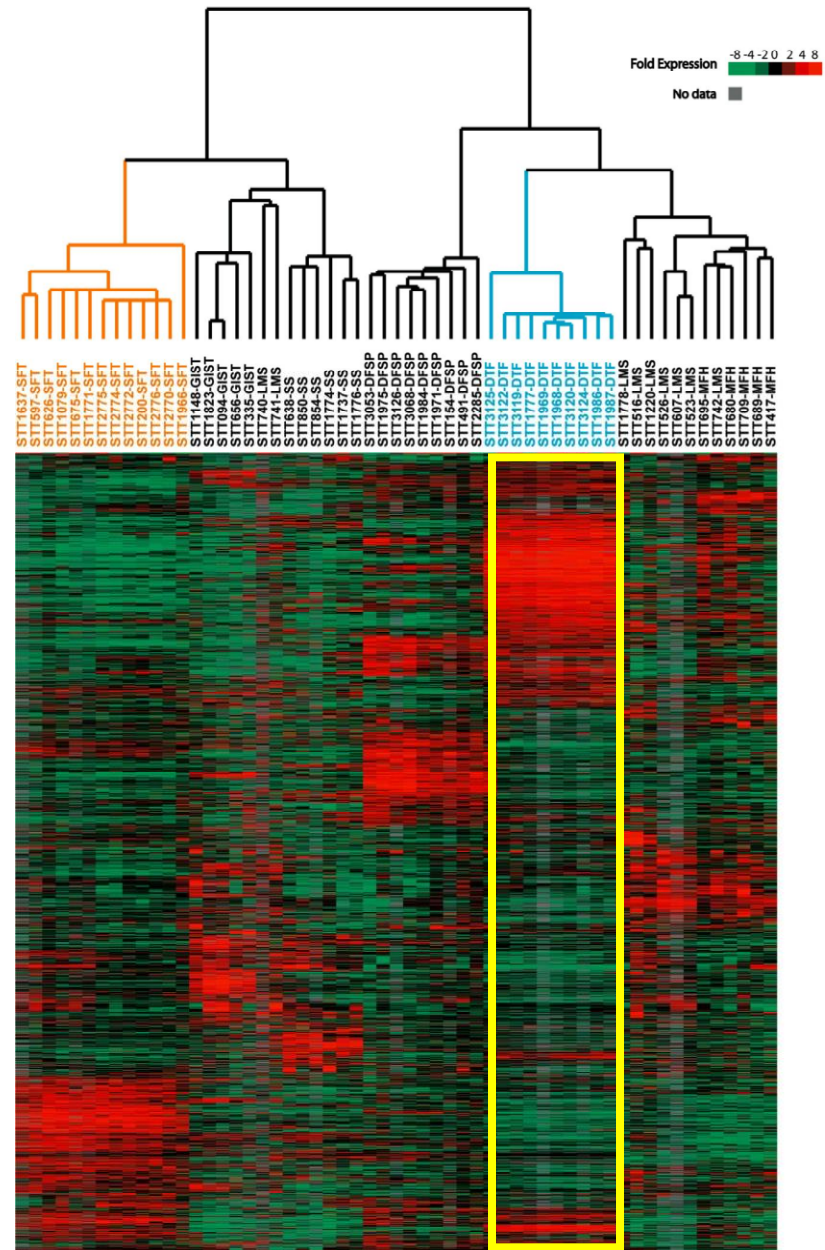 -8 -4 -2 0 2 4 8
Fold Expression
No data
STT1637-SFT
STT597-SFT
STT626-SFT
STT1079-SFT
STT675-SFT
STT1771-SFT
STT2775-SFT
STT2774-SFT
STT2772-SFT
STT200-SFT
STT2776-SFT
STT2760-SFT
STT1960-SFT
STT1148-GIST
STT1823-GIST
STT094-GIST
STT656-GIST
STT335-GIST
STT740-LMS
STT741-LMS
STT638-SS
STT850-SS
STT854-SS
STT1774-SS
STT1737-SS
STT1776-SS
STT3053-DFSP
STT1975-DFSP
STT3126-DFSP
STT3068-DFSP
STT1984-DFSP
STT1971-DFSP
STT154-DFSP
STT491-DFSP
STT2285-DFSP
STT3125-DTF
STT3122-DTF
STT3119-DTF
STT1777-DTF
STT1969-DTF
STT1968-DTF
STT3120-DTF
STT3124-DTF
STT1986-DTF
STT1987-DTF
STT1778-LMS
STT516-LMS
STT1220-LMS
STT526-LMS
STT607-LMS
STT523-LMS
STT695-MFH
STT742-LMS
STT680-MFH
STT709-MFH
STT689-MFH
STT417-MFH